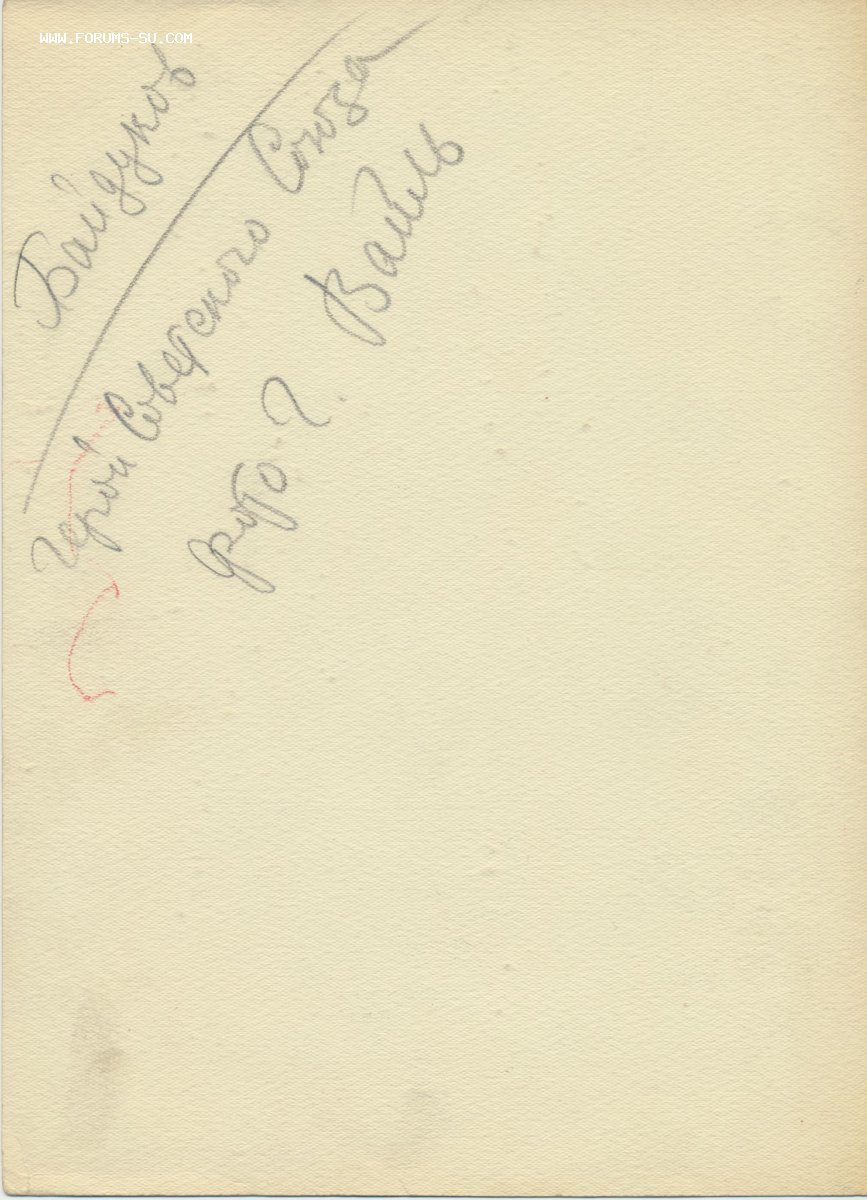 WWW.FORUMS-SU.COM
Байдуков
Герой Советского Союза
фото Г. Вайль